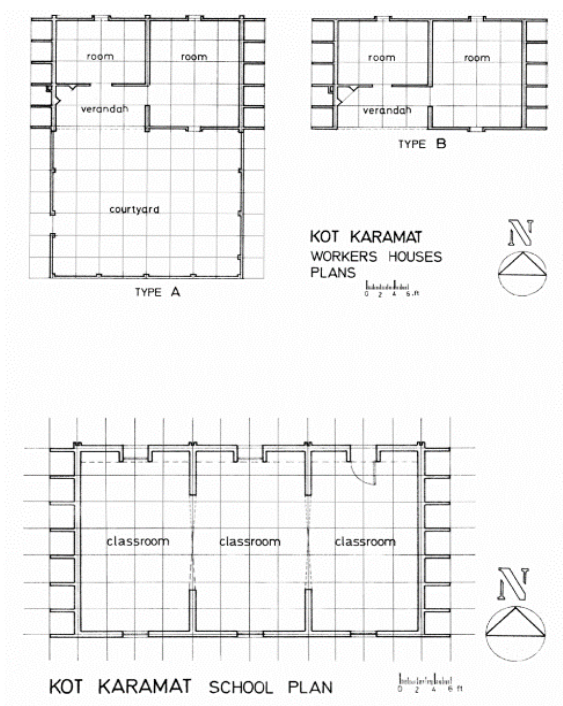 room room
verandah
courtyard
TYPE A
room room
verandah
TYPE B
KOT KARAMAT
WORKERS HOUSES
PLANS
0 2 4 6 ft
N
classroom classroom classroom
N
KOT KARAMAT SCHOOL PLAN
0 2 4 6 ft